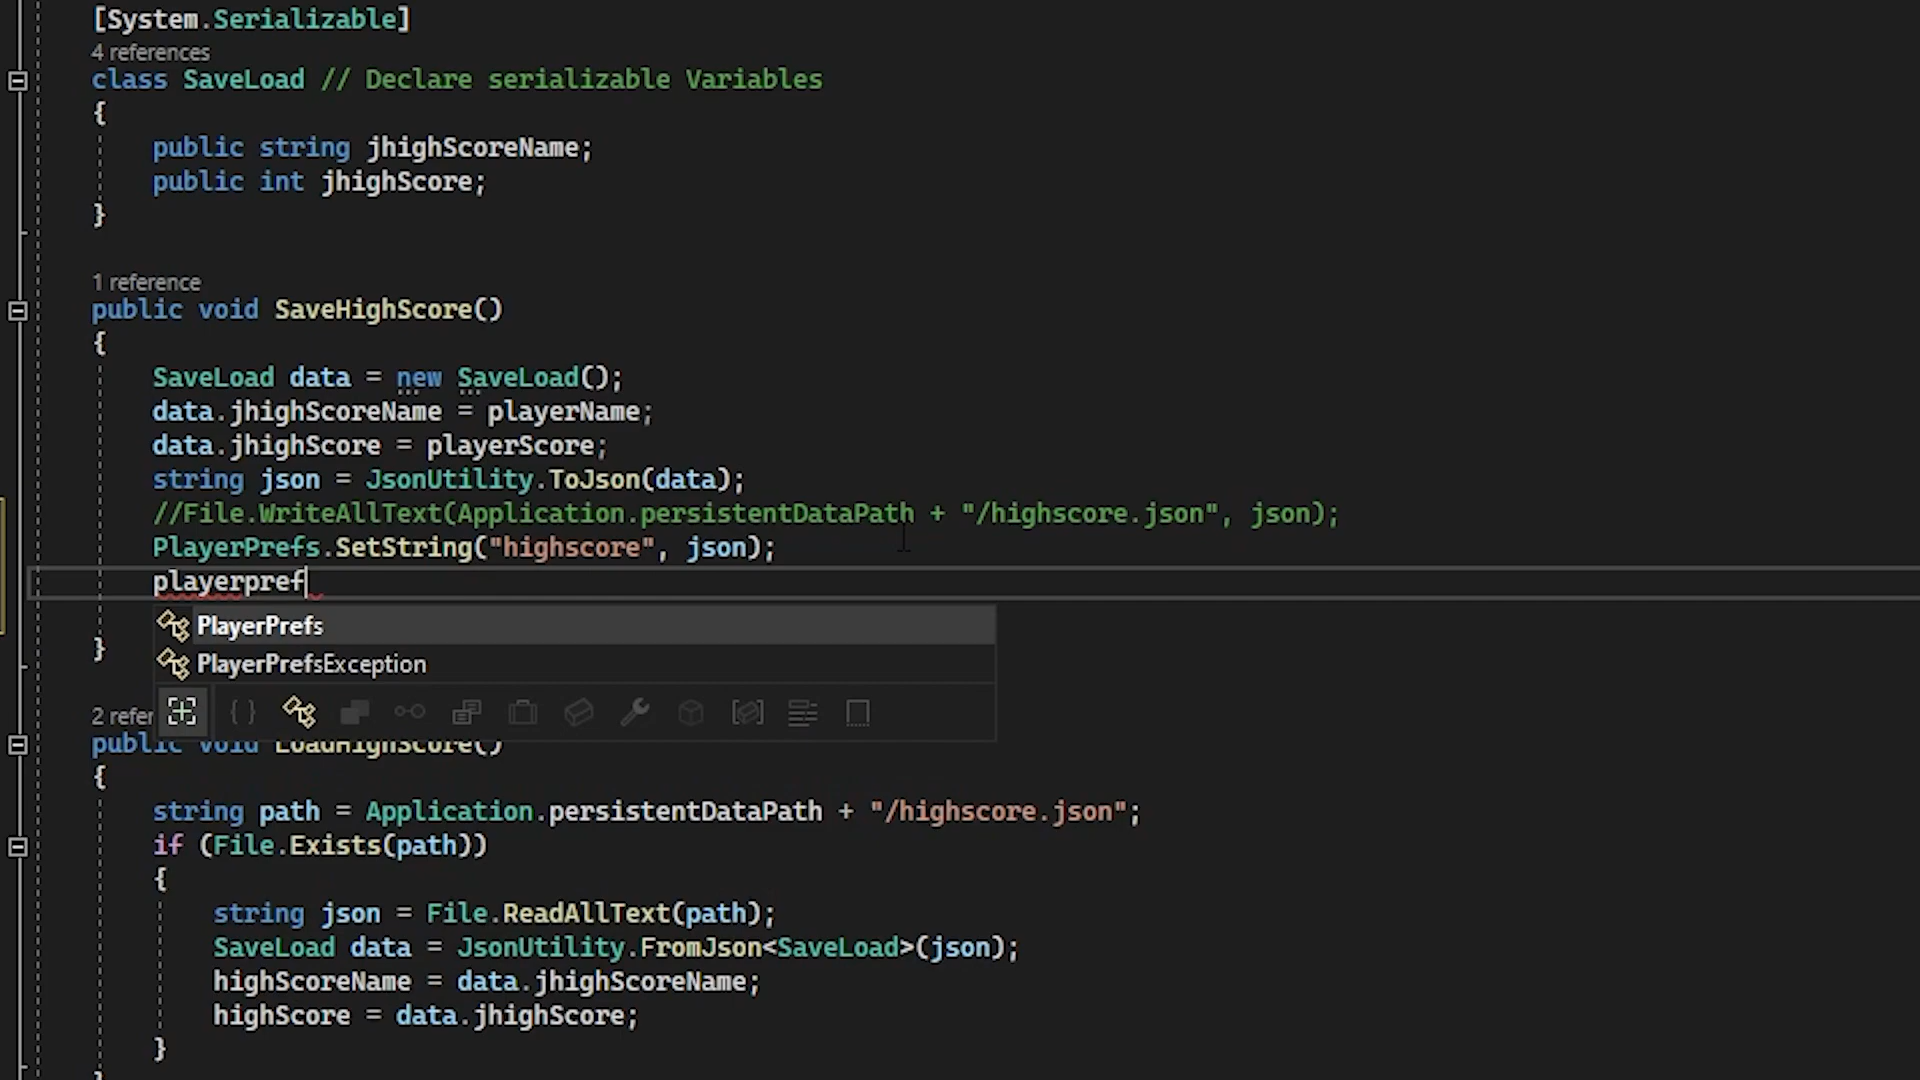 [System.Serializable]
4 references
class SaveLoad // Declare serializable Variables
{
public string jhighScoreName;
public int jhighScore;
}
1 reference
public void SaveHighScore()
{
SaveLoad data = new SaveLoad();
data.jhighScoreName = playerName;
data.jhighScore = playerScore;
string json = JsonUtility.ToJson(data);
//File.WriteAllText(Application.persistentDataPath + "/highscore.json", json);
PlayerPrefs.SetString("highscore", json);
playerpref
PlayerPrefs
}
PlayerPrefsException
2 refer
public void LoadHighScore()
{
string path = Application.persistentDataPath + "/highscore.json";
if (File.Exists(path))
{
string json = File.ReadAllText(path);
SaveLoad data = JsonUtility.FromJson<SaveLoad>(json);
highScoreName = data.jhighScoreName;
highScore = data.jhighScore;
}